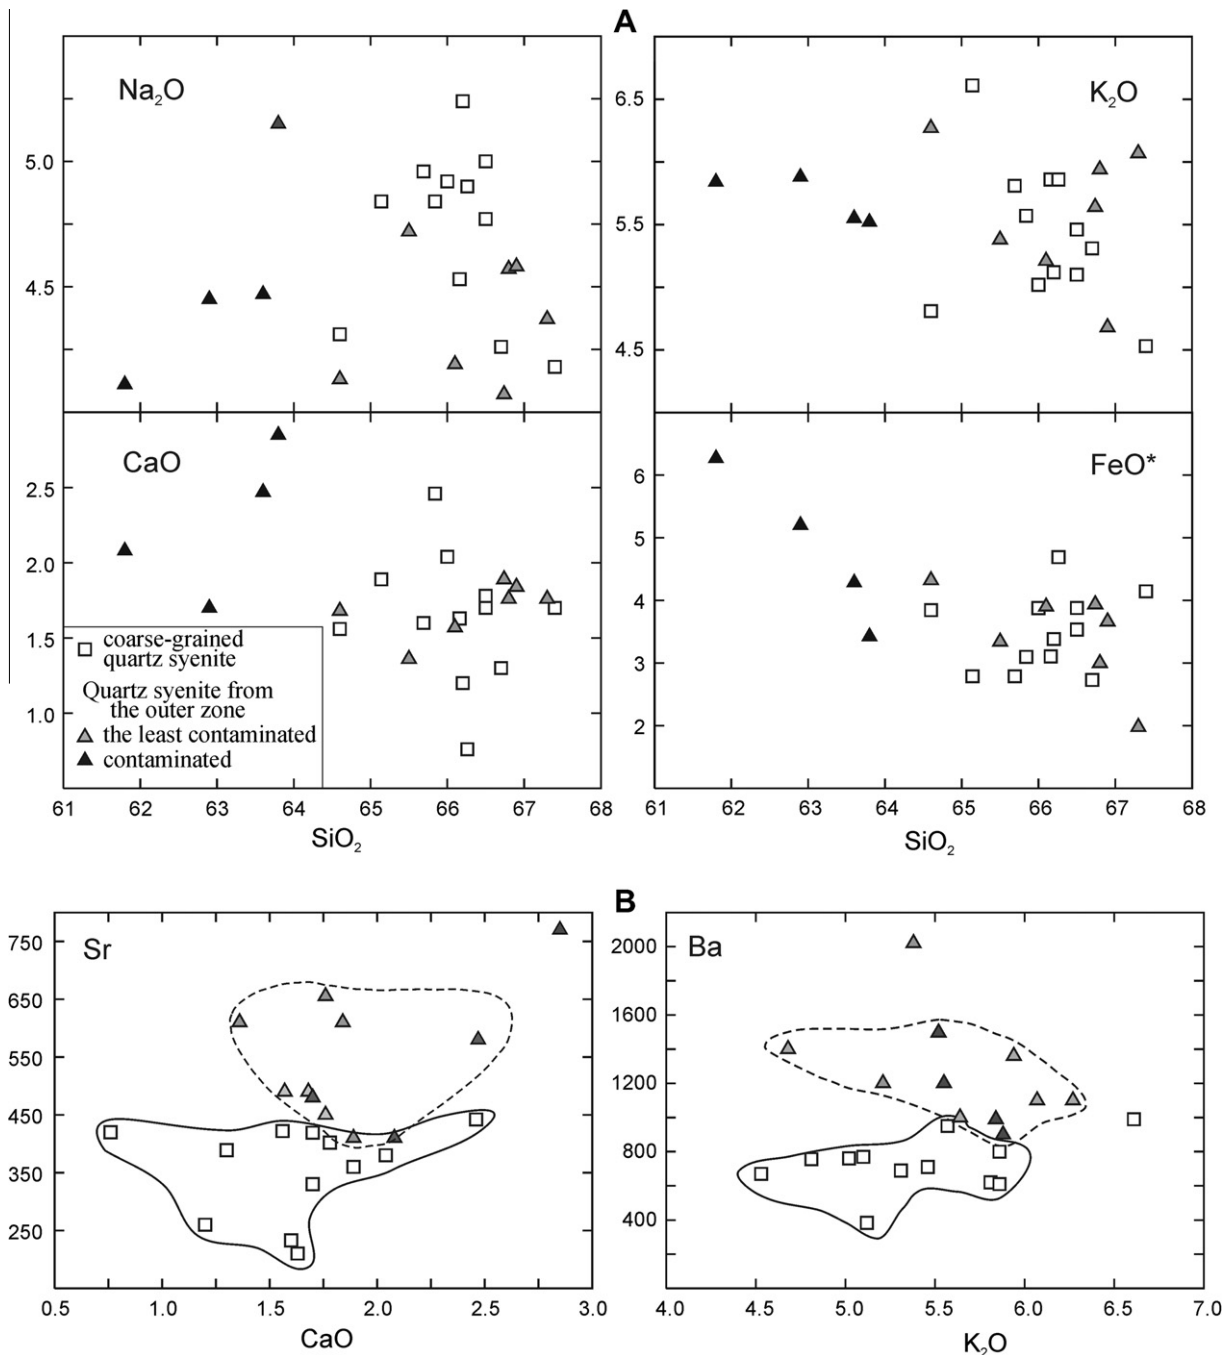 A
Na₂O
5.0
4.5
K₂O
6.5
5.5
4.5
CaO
2.5
2.0
1.5
1.0
coarse-grained
quartz syenite
Quartz syenite from
the outer zone
the least contaminated
contaminated
61 62 63 64 65 66 67 68
SiO₂
FeO*
6
5
4
3
2
61 62 63 64 65 66 67 68
SiO₂
B
Sr
750
650
550
450
350
250
0.5 1.0 1.5 2.0 2.5 3.0
CaO
Ba
2000
1600
1200
800
400
4.0 4.5 5.0 5.5 6.0 6.5 7.0
K₂O